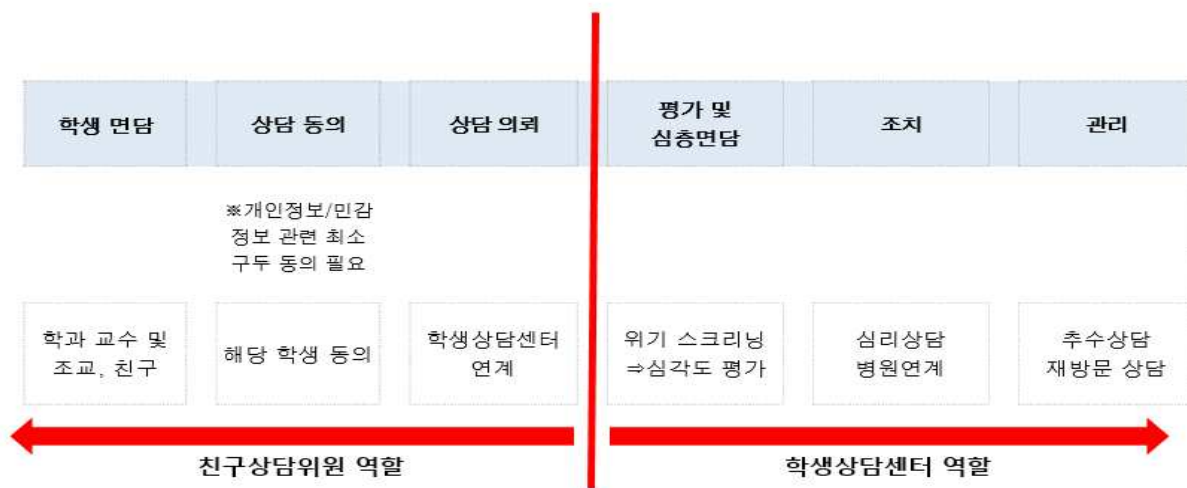 학생 면담
상담 동의
상담 의뢰
평가 및
심층면담
조치
관리
※개인정보/민감
정보 관련 최소
구두 동의 필요
학과 교수 및
조교, 친구
해당 학생 동의
학생상담센터
연계
위기 스크리닝
⇒심각도 평가
심리상담
병원연계
추수상담
재방문 상담
친구상담위원 역할
학생상담센터 역할